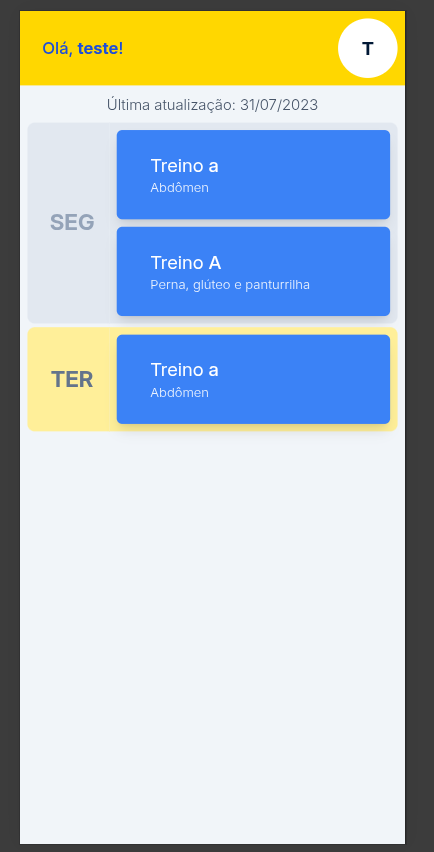 Olá, teste!
T
Última atualização: 31/07/2023
SEG
Treino a
Abdômen
Treino A
Perna, glúteo e panturrilha
TER
Treino a
Abdômen